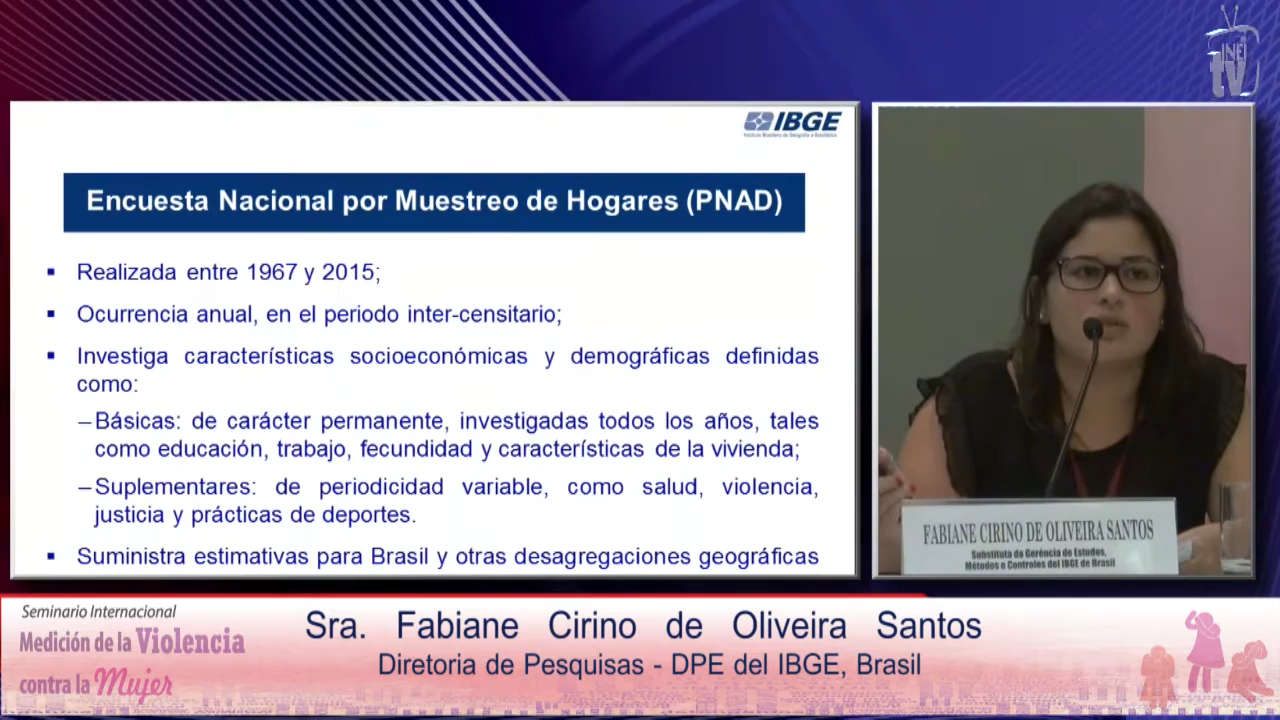 INEI
tv
IBGE
Instituto Brasileiro de Geografia e Estatística
Encuesta Nacional por Muestreo de Hogares (PNAD)
▪ Realizada entre 1967 y 2015;
▪ Ocurrencia anual, en el periodo inter-censitario;
▪ Investiga características socioeconómicas y demográficas definidas
como:
–Básicas: de carácter permanente, investigadas todos los años, tales
como educación, trabajo, fecundidad y características de la vivienda;
–Suplementares: de periodicidad variable, como salud, violencia,
justicia y prácticas de deportes.
▪ Suministra estimativas para Brasil y otras desagregaciones geográficas
FABIANE CIRINO DE OLIVEIRA SANTOS
Substituta da Gerência de Estudos,
Métodos e Controles del IBGE de Brasil
Seminario Internacional
Medición de la Violencia
contra la Mujer
Sra. Fabiane Cirino de Oliveira Santos
Diretoria de Pesquisas - DPE del IBGE, Brasil